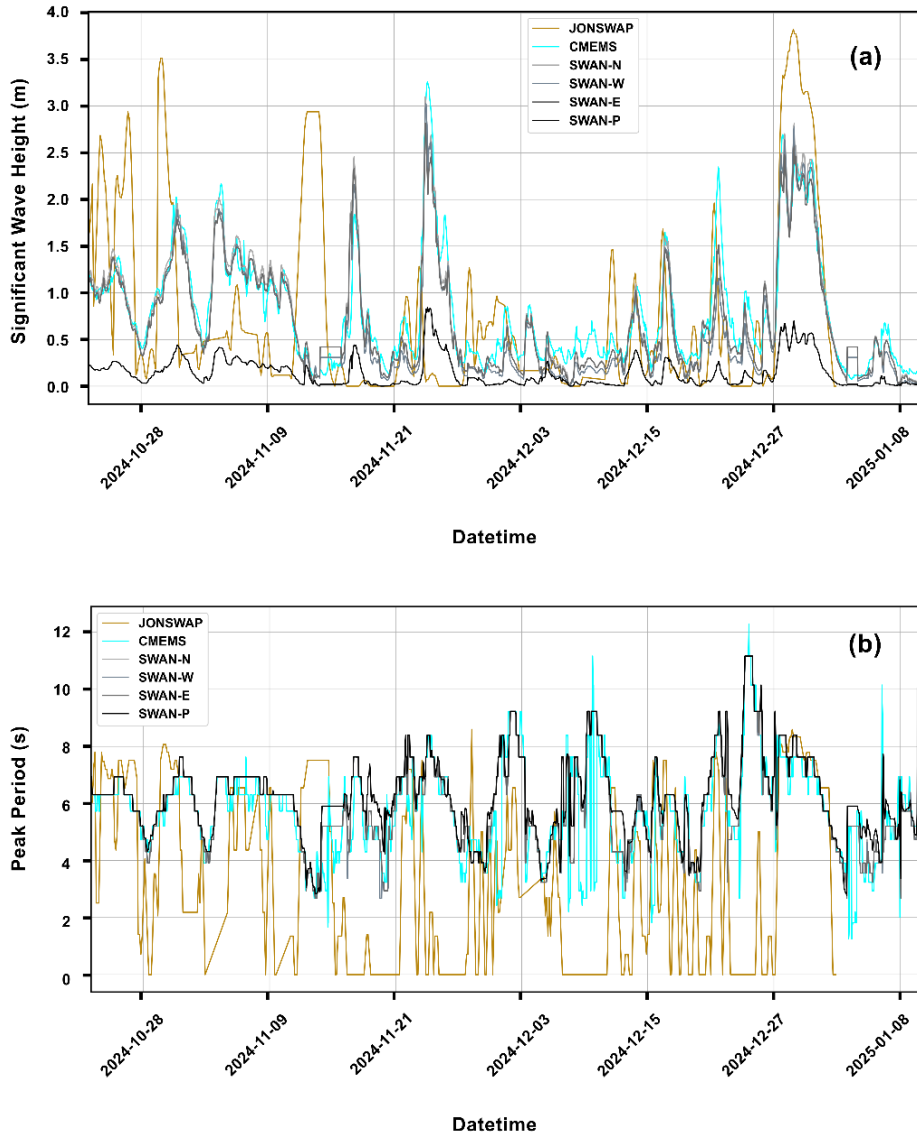 4.0
3.5
3.0
2.5
2.0
1.5
1.0
0.5
0.0
Significant Wave Height (m)
JONSWAP
CMEMS
SWAN-N
SWAN-W
SWAN-E
SWAN-P
(a)
2024-10-28
2024-11-09
2024-11-21
2024-12-03
2024-12-15
2024-12-27
2025-01-08
Datetime
12
10
8
6
4
2
0
Peak Period (s)
JONSWAP
CMEMS
SWAN-N
SWAN-W
SWAN-E
SWAN-P
(b)
2024-10-28
2024-11-09
2024-11-21
2024-12-03
2024-12-15
2024-12-27
2025-01-08
Datetime